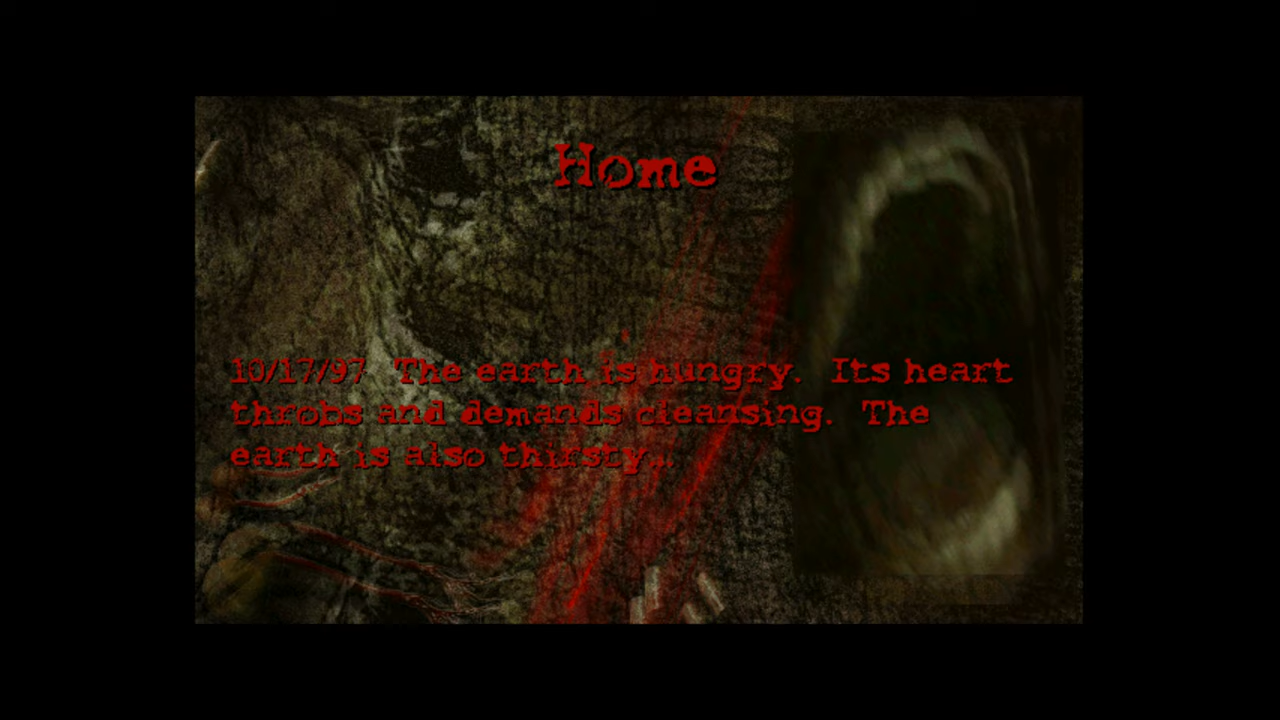 Home
10/17/97  The earth is hungry.  Its heart
throbs and demands cleansing.  The
earth is also thirsty...